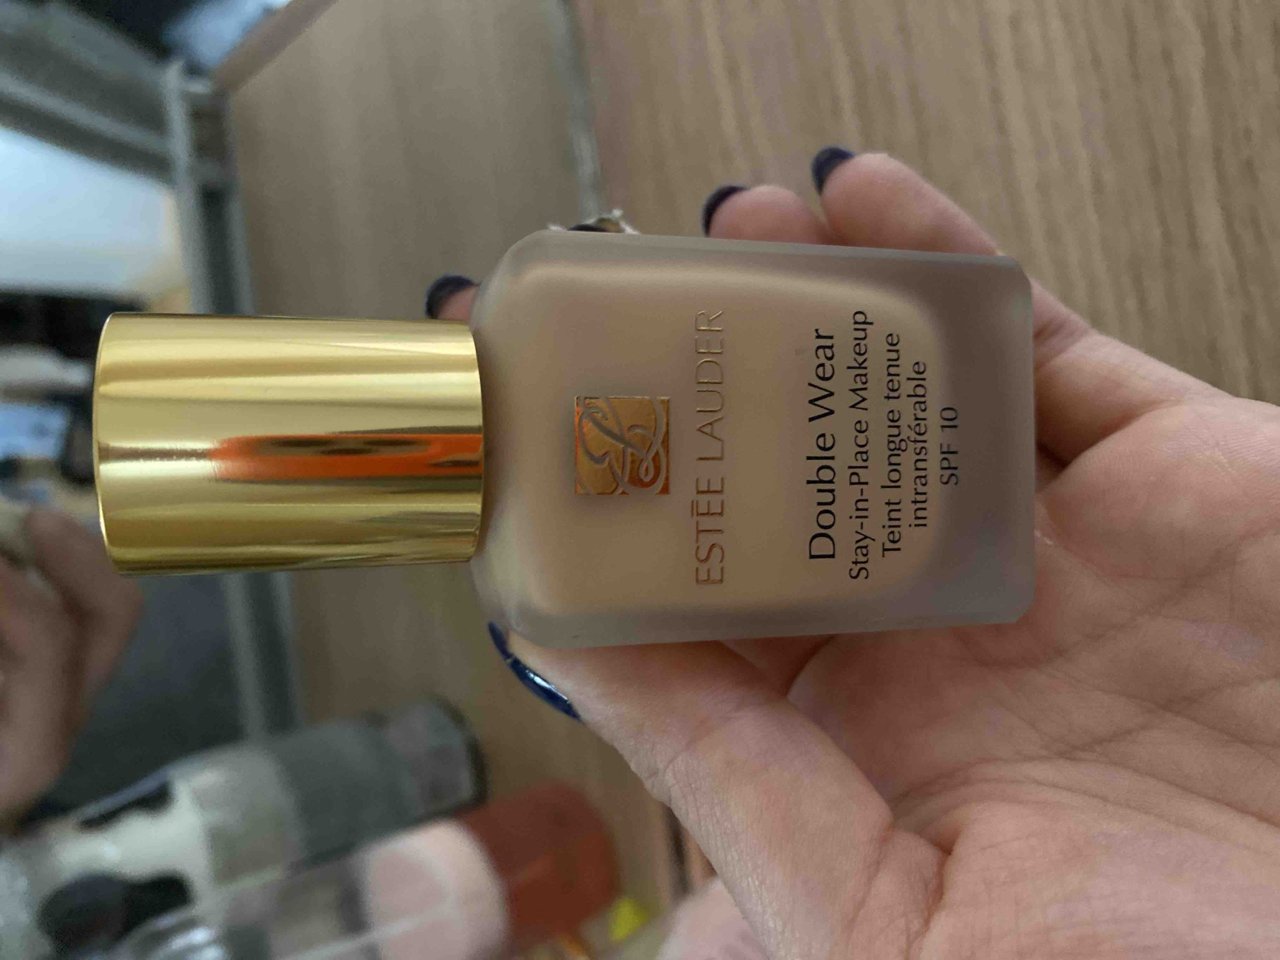 ESTĒE LAUDER
Double Wear
Stay-in-Place Makeup
Teint longue tenue
intransférable
SPF 10